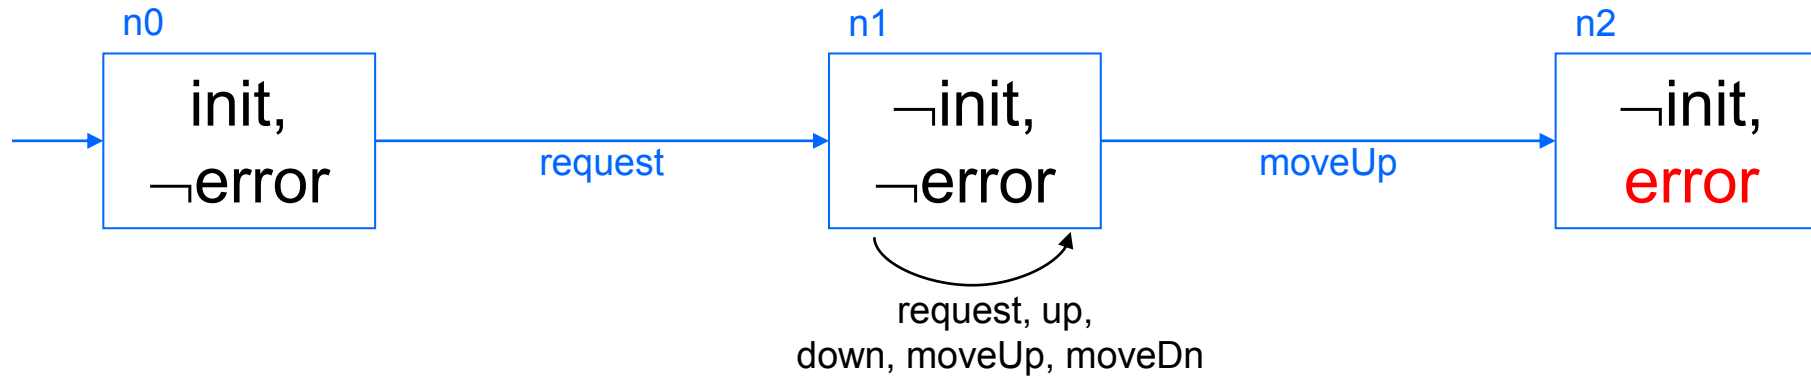 n0
init,
¬error
request
n1
¬init,
¬error
request, up,
down, moveUp, moveDn
moveUp
n2
¬init,
error